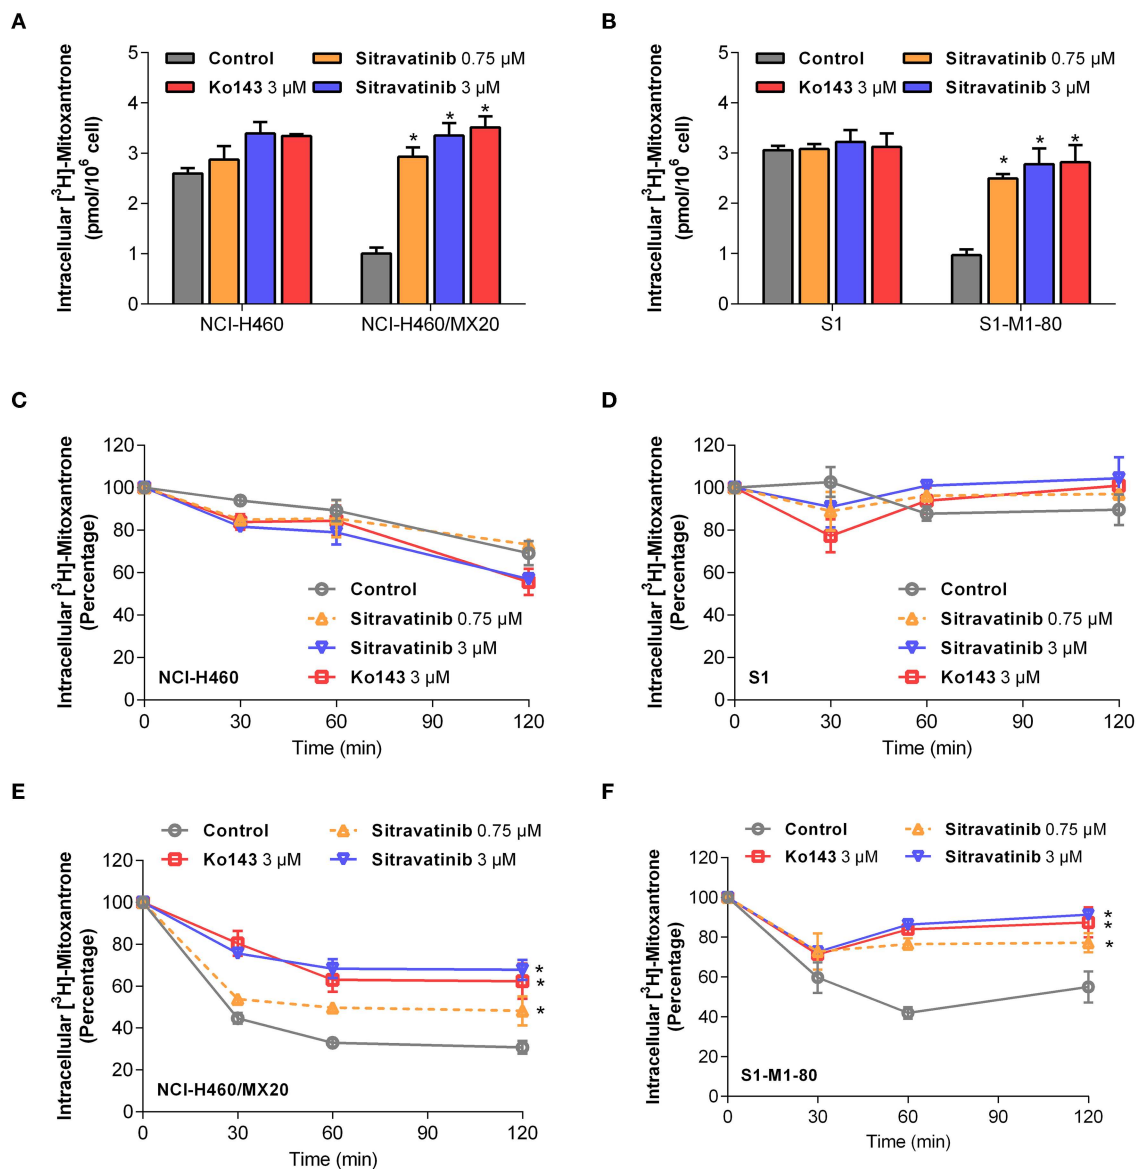 A
Control
Sitravatinib 0.75 µM
Ko143 3 µM
Sitravatinib 3 µM
Intracellular [³H]-Mitoxantrone
(pmol/10⁶ cell)
5
4
3
2
1
0
* * *
NCI-H460
NCI-H460/MX20
B
Control
Sitravatinib 0.75 µM
Ko143 3 µM
Sitravatinib 3 µM
Intracellular [³H]-Mitoxantrone
(pmol/10⁶ cell)
5
4
3
2
1
0
* * *
S1
S1-M1-80
C
Intracellular [³H]-Mitoxantrone
(Percentage)
120
100
80
60
40
20
0
Control
Sitravatinib 0.75 µM
Sitravatinib 3 µM
Ko143 3 µM
NCI-H460
0 30 60 90 120
Time (min)
D
Intracellular [³H]-Mitoxantrone
(Percentage)
120
100
80
60
40
20
0
Control
Sitravatinib 0.75 µM
Sitravatinib 3 µM
Ko143 3 µM
S1
0 30 60 90 120
Time (min)
E
Control
Sitravatinib 0.75 µM
Ko143 3 µM
Sitravatinib 3 µM
Intracellular [³H]-Mitoxantrone
(Percentage)
120
100
80
60
40
20
0
*
*
*
NCI-H460/MX20
0 30 60 90 120
Time (min)
F
Control
Sitravatinib 0.75 µM
Ko143 3 µM
Sitravatinib 3 µM
Intracellular [³H]-Mitoxantrone
(Percentage)
120
100
80
60
40
20
0
*
*
*
S1-M1-80
0 30 60 90 120
Time (min)